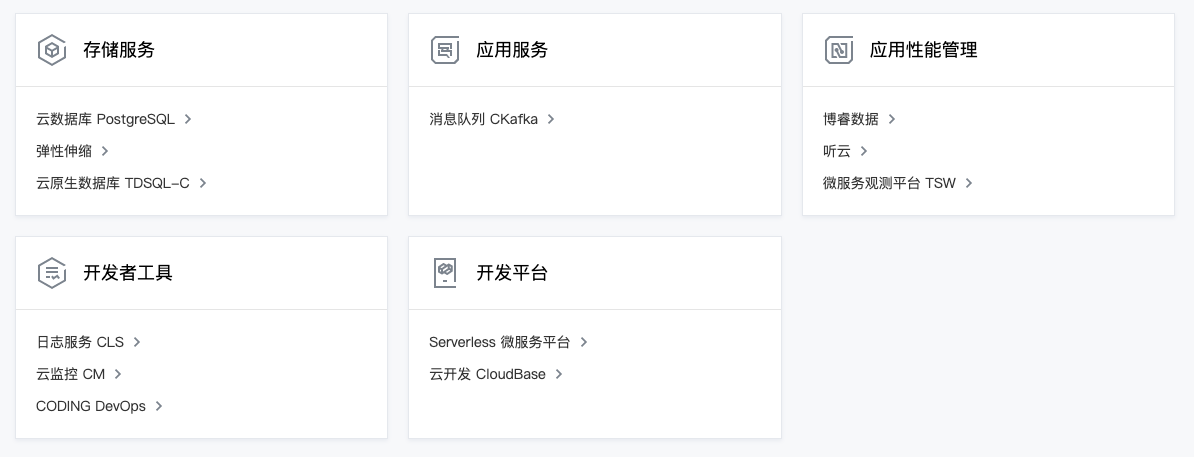 存储服务
云数据库 PostgreSQL
弹性伸缩
云原生数据库 TDSQL-C
应用服务
消息队列 CKafka
应用性能管理
博睿数据
听云
微服务观测平台 TSW
开发者工具
日志服务 CLS
云监控 CM
CODING DevOps
开发平台
Serverless 微服务平台
云开发 CloudBase